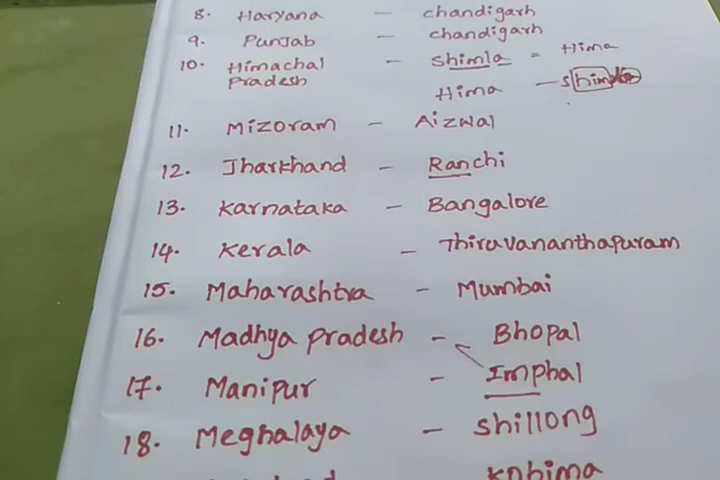 8. Haryana - chandigarh
9. Punjab - chandigarh
10. Himachal Pradesh - shimla = Hima
Hima - shimla
11. Mizoram - Aizwal
12. Jharkhand - Ranchi
13. Karnataka - Bangalore
14. Kerala - Thiruvananthapuram
15. Maharashtra - Mumbai
16. Madhya Pradesh - Bhopal
17. Manipur - Imphal
18. Meghalaya - shillong
Kohima